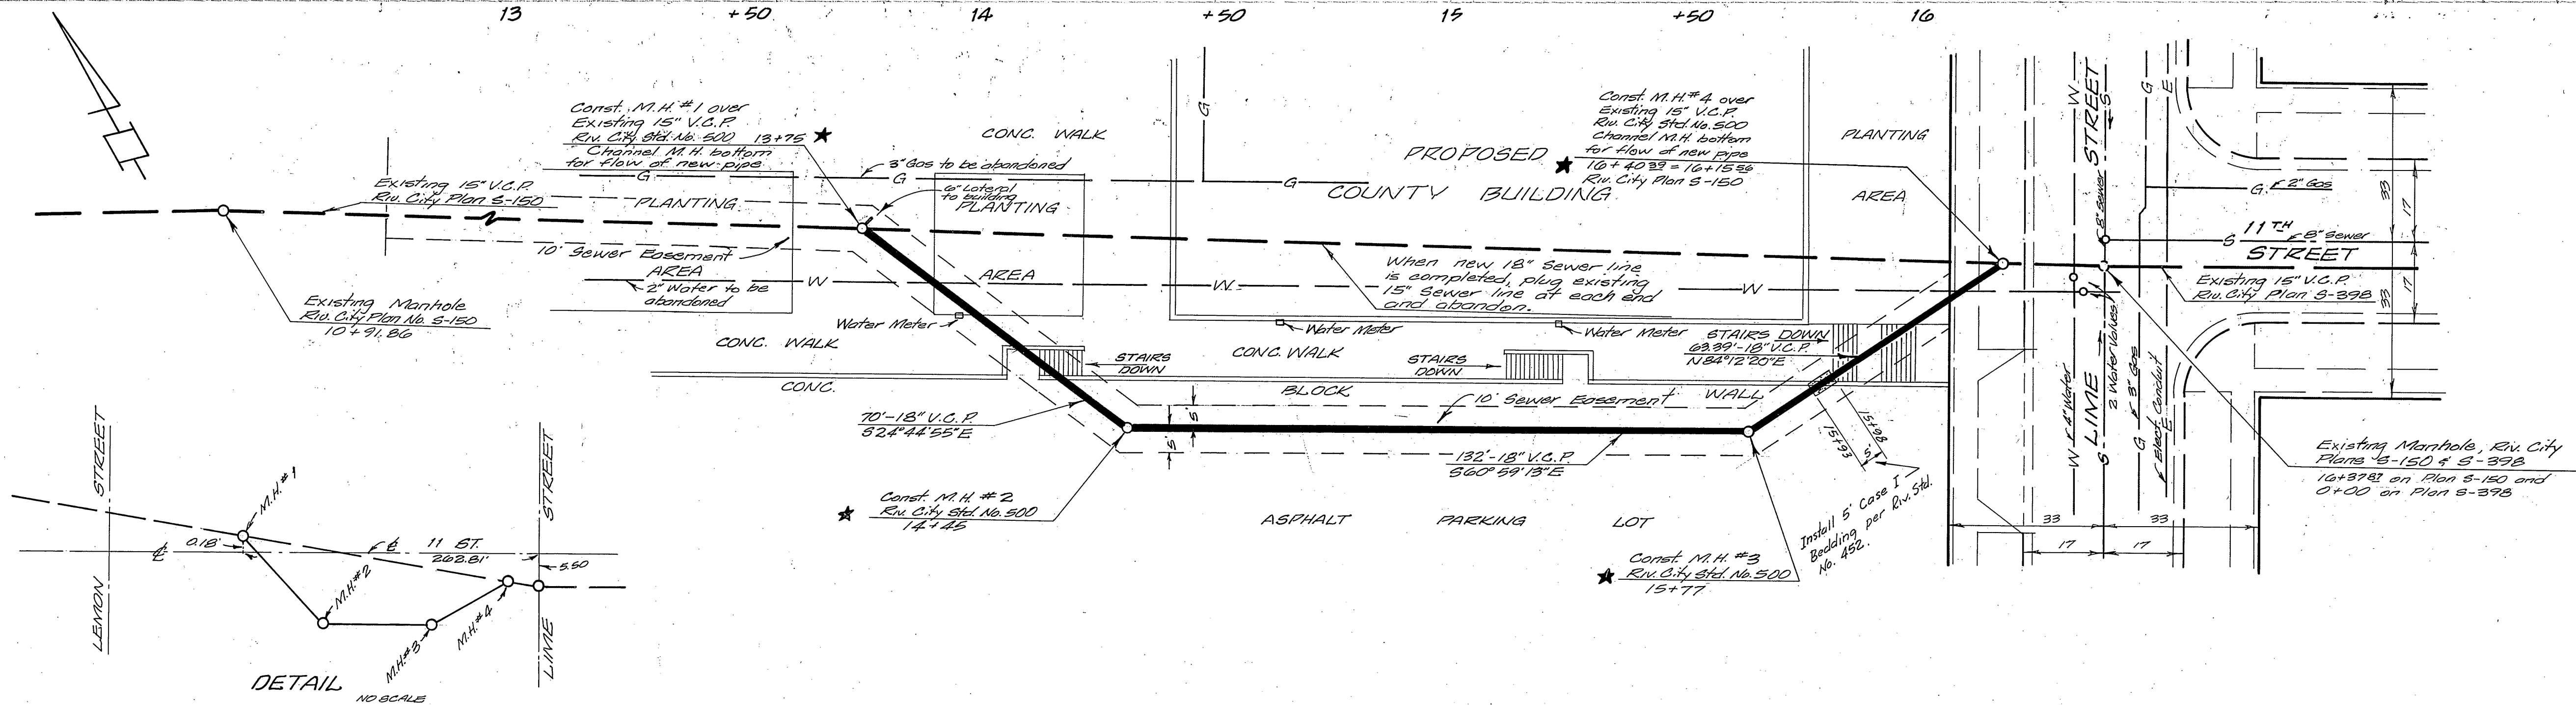 13
+50
14
+50
15
+50
16
Const. M.H. #1 over
Existing 15" V.C.P.
Riv. City Std. No. 500 13+75
Channel M.H. bottom
for flow of new pipe
CONC. WALK
3" Gas to be abandoned
G
G
G
G
6" Lateral
to building
PLANTING
PLANTING
Existing 15" V.C.P.
Riv. City Plan S-150
10' Sewer Easement
AREA
2" Water to be
abandoned
W
AREA
W
W
Existing Manhole
Riv. City Plan No. S-150
10+91.86
PROPOSED
COUNTY BUILDING
Const. M.H. #4 over
Existing 15" V.C.P.
Riv. City Std. No. 500
Channel M.H. bottom
for flow of new pipe
16+40.39 = 16+15.56
Riv. City Plan S-150
PLANTING
AREA
When new 18" Sewer line
is completed, plug existing
15" Sewer line at each end
and abandon.
Water Meter
Water Meter
Water Meter
CONC. WALK
CONC. WALK
STAIRS
DOWN
STAIRS
DOWN
STAIRS DOWN
63.39'-18" V.C.P.
N84°12'20"E
CONC.
BLOCK
WALL
10' Sewer Easement
70'-18" V.C.P.
S24°44'55"E
5'
5'
132'-18" V.C.P.
S60°59'13"E
15+93
15+98
5'
Install 5' Case I
Bedding per Riv. Std.
No. 452.
Const. M.H. #2
Riv. City Std. No. 500
14+45
ASPHALT PARKING LOT
Const. M.H. #3
Riv. City Std. No. 500
15+77
W
S
STREET
G
E
8" Sewer
G 2" Gas
S
11TH
8" Sewer
STREET
Existing 15" V.C.P.
Riv. City Plan S-398
33
17
17
33
W
4" Water
S
LIME
2 Water Valves
G
3" Gas
Elect. Conduit
E
33
33
17
17
Existing Manhole, Riv. City
Plans S-150 & S-398
16+37.87 on Plan S-150 and
0+00 on Plan S-398
LEMON STREET
M.H. #1
0.18'
℄
℄ 11 ST.
262.81'
5.50
M.H. #2
M.H. #3
M.H. #4
LIME STREET
DETAIL
NO SCALE